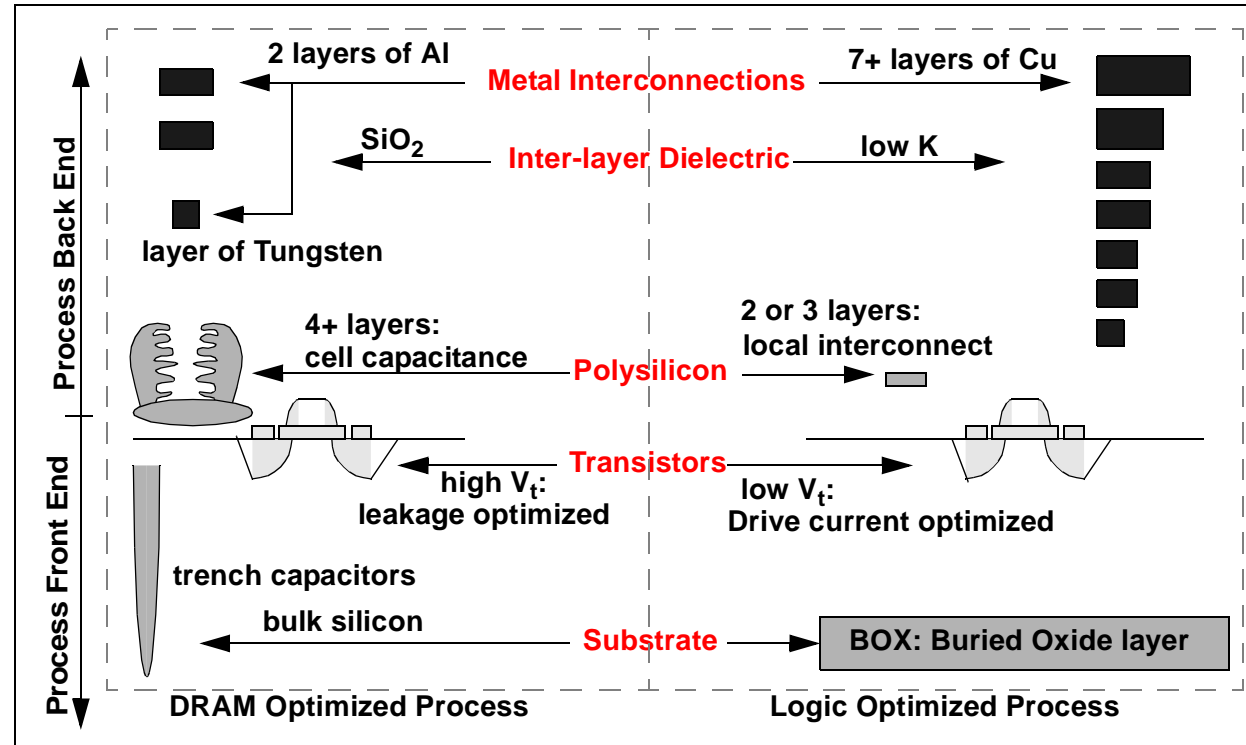 Process Back End
Process Front End
2 layers of Al
Metal Interconnections
7+ layers of Cu
SiO2
Inter-layer Dielectric
low K
layer of Tungsten
4+ layers:
cell capacitance
2 or 3 layers:
local interconnect
Polysilicon
Transistors
high Vt:
leakage optimized
low Vt:
Drive current optimized
trench capacitors
bulk silicon
Substrate
BOX: Buried Oxide layer
DRAM Optimized Process
Logic Optimized Process